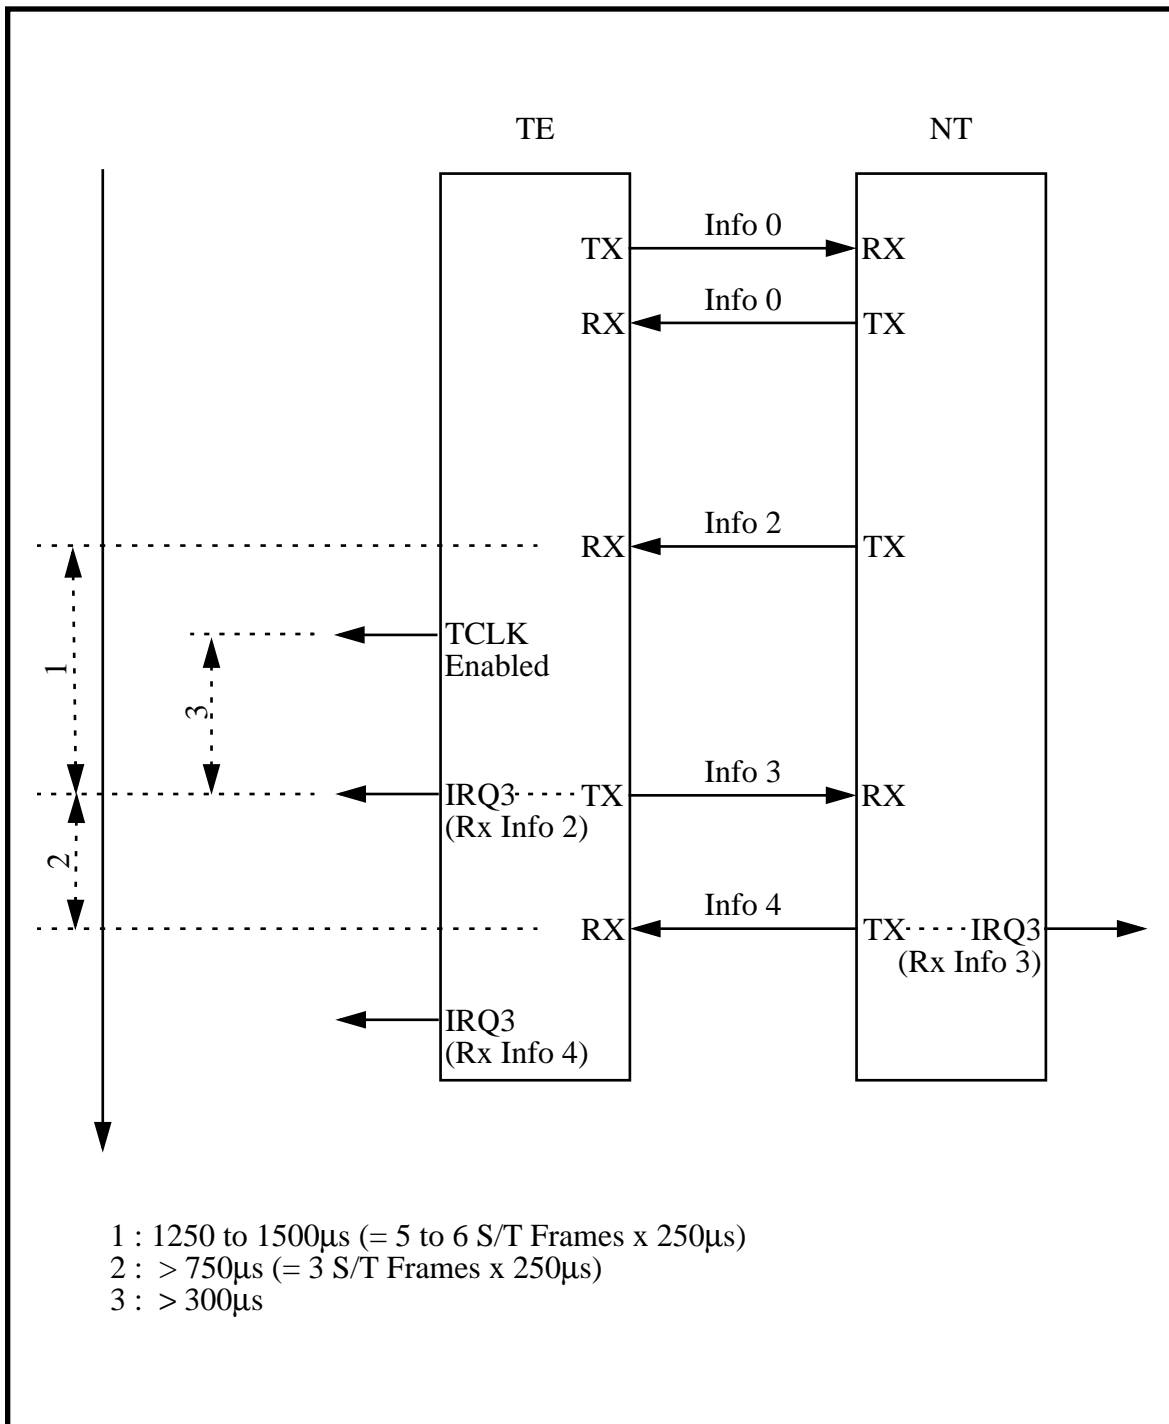 TE
NT
Info 0
TX
RX
Info 0
RX
TX
Info 2
RX
TX
TCLK
Enabled
1
3
Info 3
IRQ3
TX
RX
(Rx Info 2)
2
Info 4
RX
TX
IRQ3
(Rx Info 3)
IRQ3
(Rx Info 4)
1 : 1250 to 1500µs (= 5 to 6 S/T Frames x 250µs)
2 : > 750µs (= 3 S/T Frames x 250µs)
3 : > 300µs